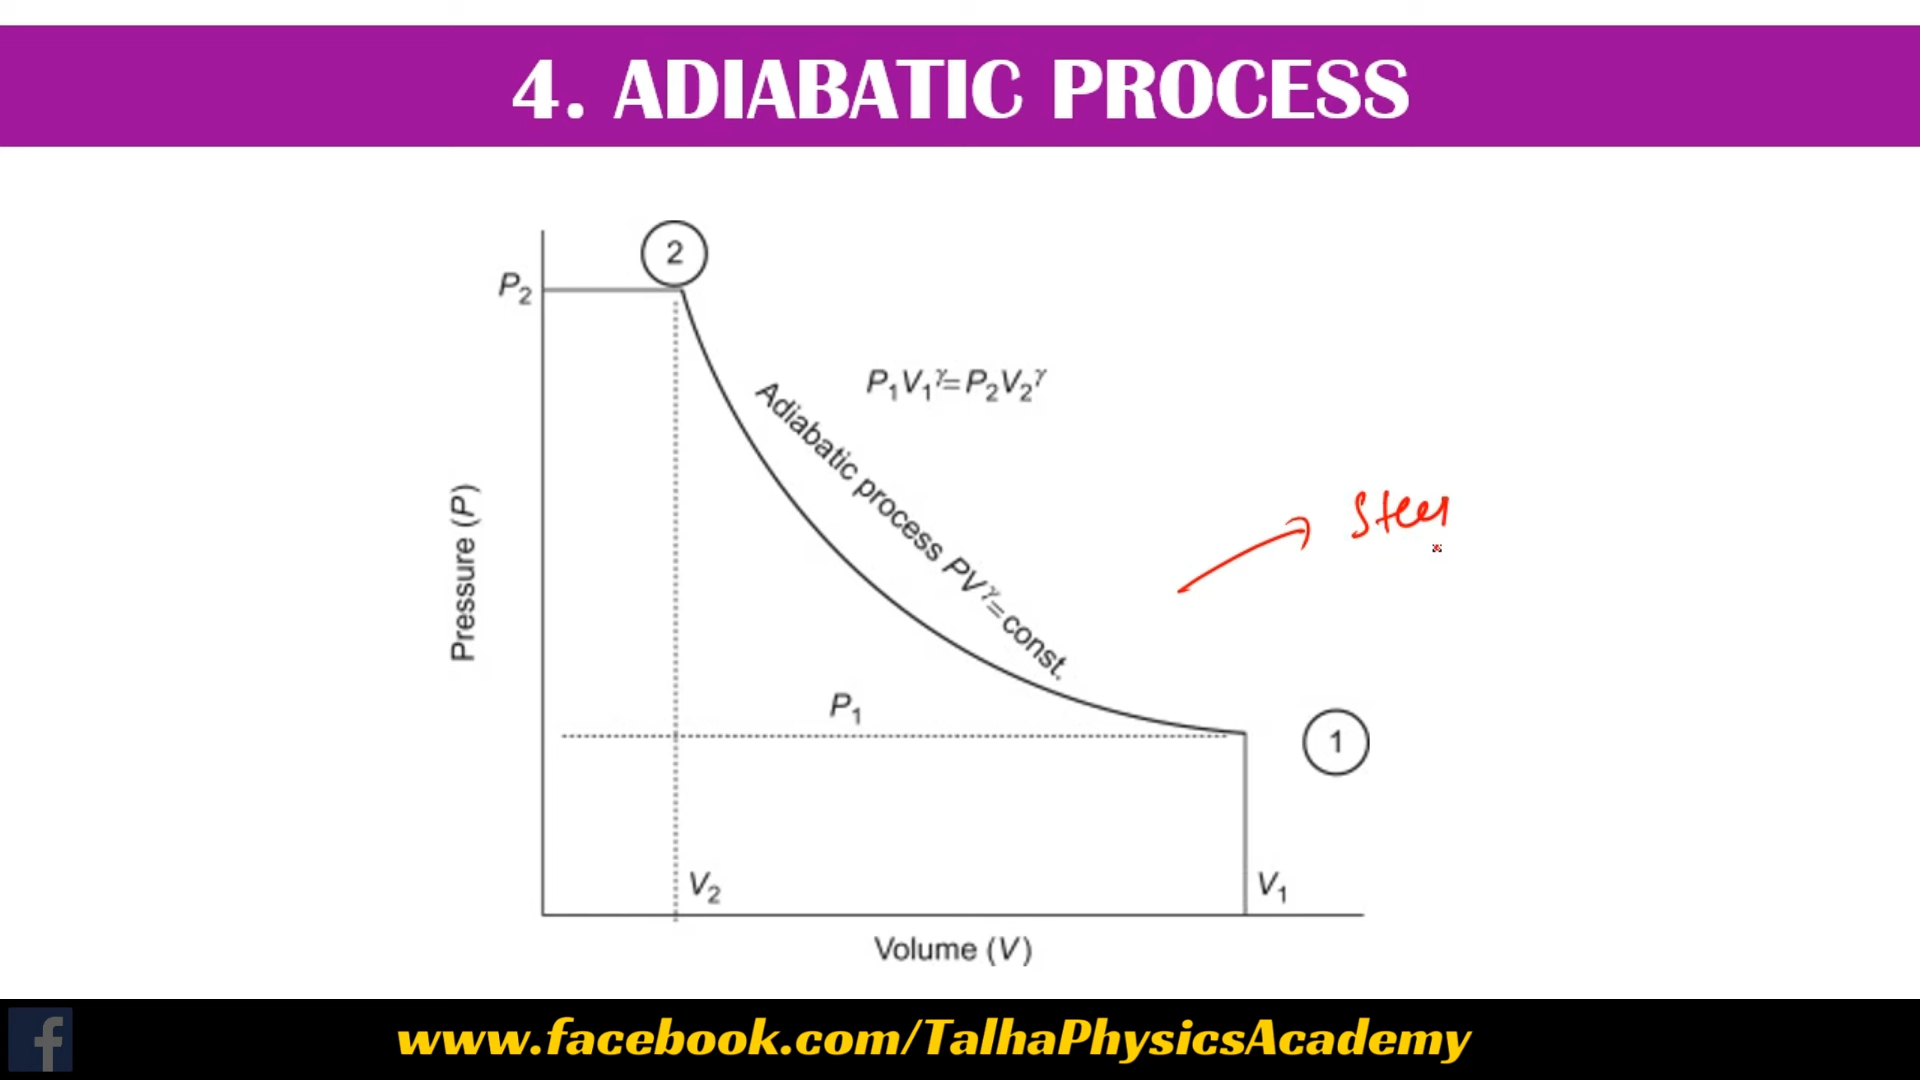 4. ADIABATIC PROCESS
2
P₂
P₁V₁ᵞ=P₂V₂ᵞ
Adiabatic process PVᵞ=const.
Pressure (P)
P₁
1
V₂
V₁
Volume (V)
www.facebook.com/TalhaPhysicsAcademy